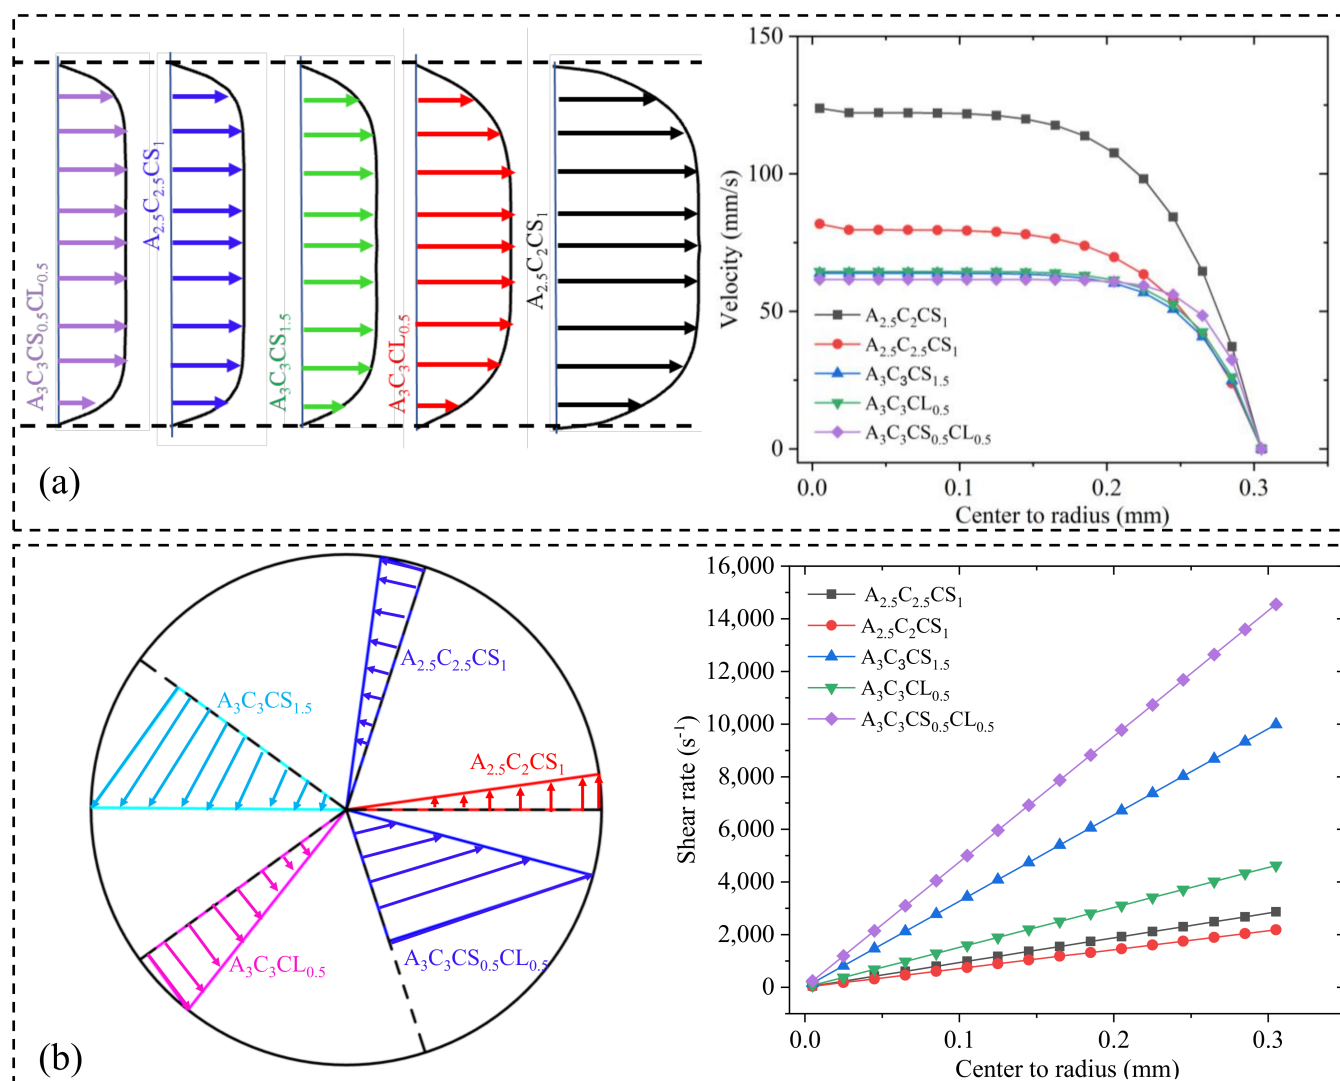 A₃C₃CS₀.₅CL₀.₅
A₂.₅C₂.₅CS₁
A₃C₃CS₁.₅
A₃C₃CL₀.₅
A₂.₅C₂CS₁
(a)
150
100
50
0
Velocity (mm/s)
A₂.₅C₂CS₁
A₂.₅C₂.₅CS₁
A₃C₃CS₁.₅
A₃C₃CL₀.₅
A₃C₃CS₀.₅CL₀.₅
0.0 0.1 0.2 0.3
Center to radius (mm)
A₂.₅C₂.₅CS₁
A₃C₃CS₁.₅
A₂.₅C₂CS₁
A₃C₃CL₀.₅
A₃C₃CS₀.₅CL₀.₅
(b)
16,000
14,000
12,000
10,000
8,000
6,000
4,000
2,000
0
Shear rate (s⁻¹)
A₂.₅C₂.₅CS₁
A₂.₅C₂CS₁
A₃C₃CS₁.₅
A₃C₃CL₀.₅
A₃C₃CS₀.₅CL₀.₅
0.0 0.1 0.2 0.3
Center to radius (mm)